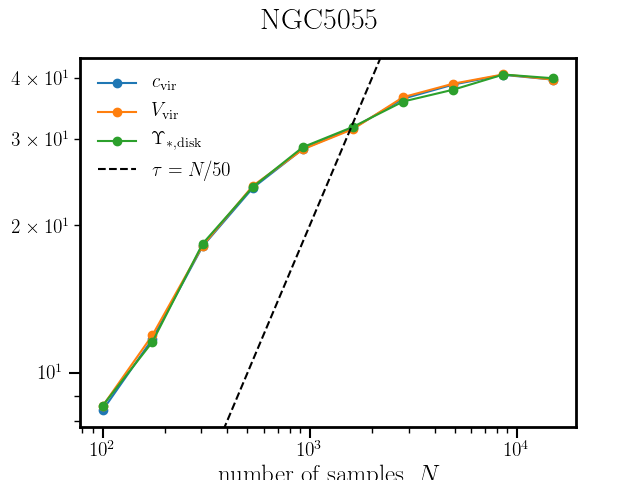 NGC5055
4 × 10¹
3 × 10¹
2 × 10¹
10¹
c_vir
V_vir
Υ_*,disk
τ = N/50
10² 10³ 10⁴
number of samples, N